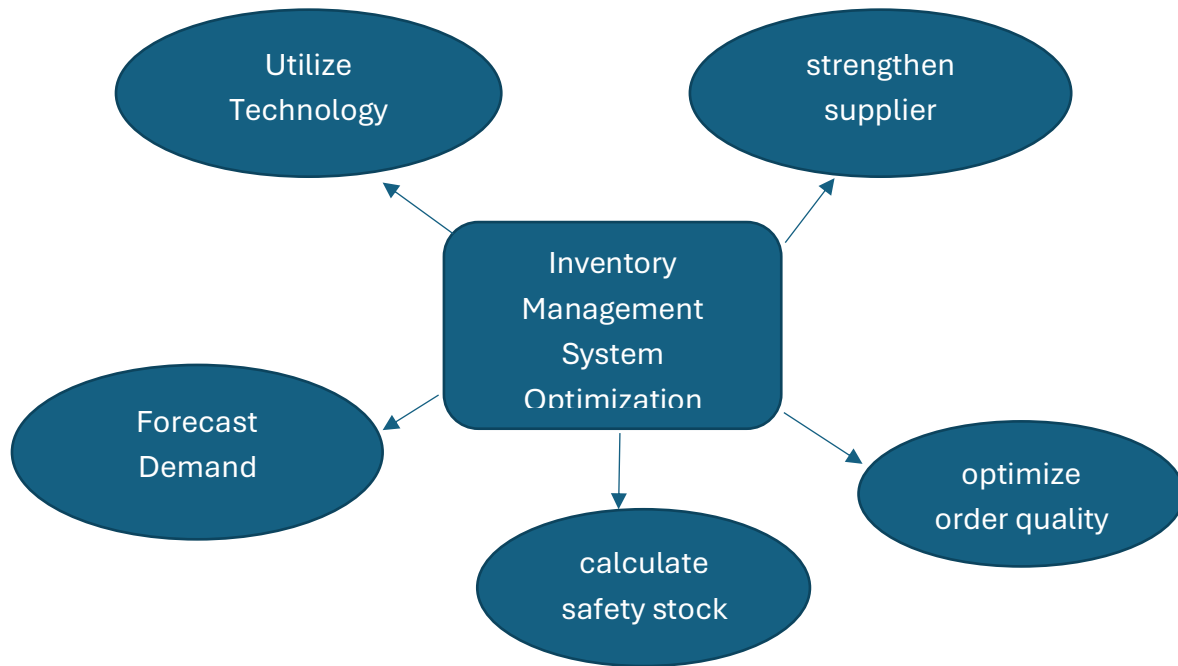 Utilize
Technology
strengthen
supplier
Inventory
Management
System
Optimization
Forecast
Demand
optimize
order quality
calculate
safety stock